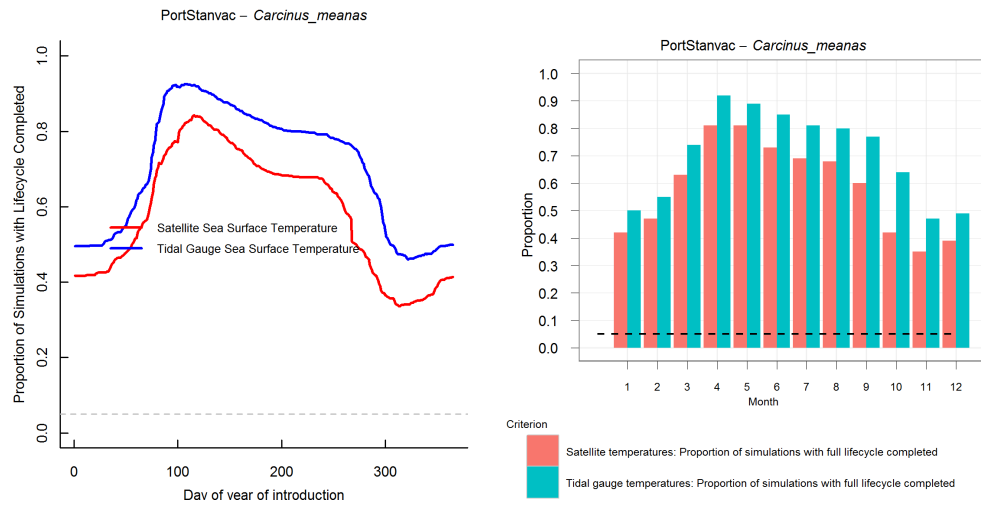 PortStanvac – Carcinus_meanas
Proportion of Simulations with Lifecycle Completed
1.0
0.8
0.6
0.4
0.2
0.0
Satellite Sea Surface Temperature
Tidal Gauge Sea Surface Temperature
0 100 200 300
Day of year of introduction
PortStanvac – Carcinus_meanas
Proportion
1.0
0.9
0.8
0.7
0.6
0.5
0.4
0.3
0.2
0.1
0.0
1 2 3 4 5 6 7 8 9 10 11 12
Month
Criterion
Satellite temperatures: Proportion of simulations with full lifecycle completed
Tidal gauge temperatures: Proportion of simulations with full lifecycle completed